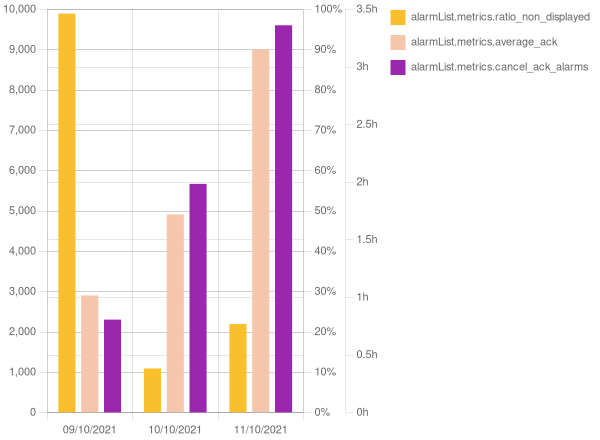 10,000
9,000
8,000
7,000
6,000
5,000
4,000
3,000
2,000
1,000
0
100%
90%
80%
70%
60%
50%
40%
30%
20%
10%
0%
3.5h
3h
2.5h
2h
1.5h
1h
0.5h
0h
09/10/2021
10/10/2021
11/10/2021
alarmList.metrics.ratio_non_displayed
alarmList.metrics.average_ack
alarmList.metrics.cancel_ack_alarms